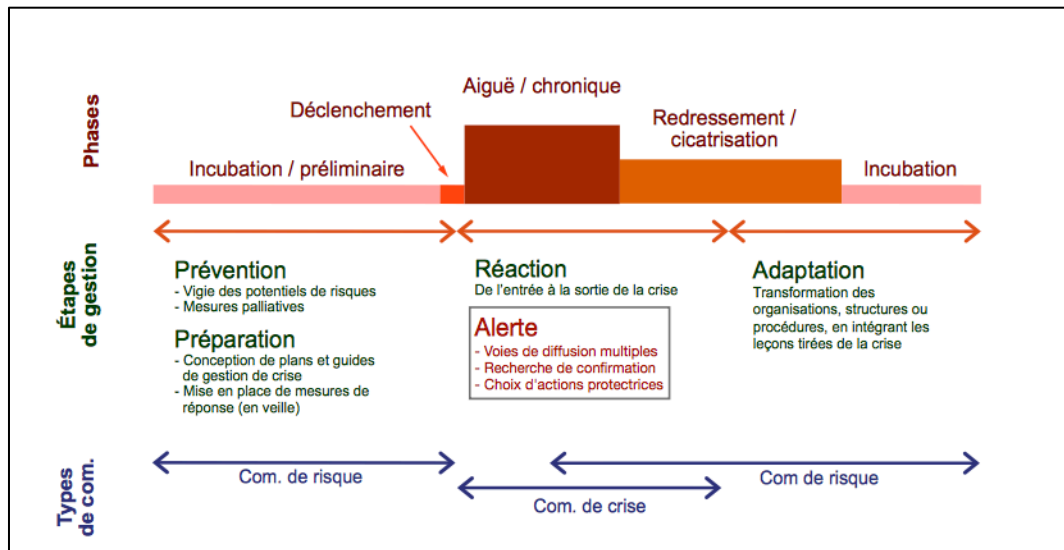 Phases
Aiguë / chronique
Déclenchement
Redressement /
cicatrisation
Incubation / préliminaire
Incubation
Étapes
de gestion
Prévention
- Vigie des potentiels de risques
- Mesures palliatives
Préparation
- Conception de plans et guides
de gestion de crise
- Mise en place de mesures de
réponse (en veille)
Réaction
De l'entrée à la sortie de la crise
Alerte
- Voies de diffusion multiples
- Recherche de confirmation
- Choix d'actions protectrices
Adaptation
Transformation des
organisations, structures ou
procédures, en intégrant les
leçons tirées de la crise
Types
de com.
Com. de risque
Com. de crise
Com de risque